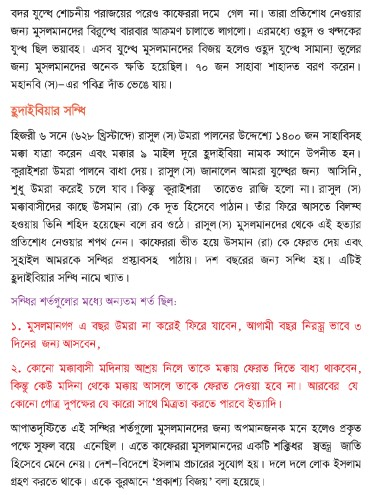 বদর যুদ্ধে শোচনীয় পরাজয়ের পরেও কাফেররা দমে গেল না। তারা প্রতিশোধ নেওয়ার
জন্য মুসলমানদের বিরুদ্ধে বারবার আক্রমণ চালাতে লাগলো। এরমধ্যে ওহুদ ও খন্দকের
যুদ্ধ ছিল ভয়াবহ। এসব যুদ্ধে মুসলমানদের বিজয় হলেও ওহুদ যুদ্ধে সামান্য ভুলের
জন্য মুসলমানদের অনেক ক্ষতি হয়েছিল। ৭০ জন সাহাবা শাহাদত বরণ করেন।
মহানবি (স)-এর পবিত্র দাঁত ভেঙে যায়।
হুদাইবিয়ার সন্ধি
হিজরী ৬ সনে (৬২৮ খ্রিস্টাব্দে) রাসুল (স) উমরা পালনের উদ্দেশ্যে ১৪০০ জন সাহাবিসহ
মক্কা যাত্রা করেন এবং মক্কার ৯ মাইল দূরে হুদাইবিয়া নামক স্থানে উপনীত হন।
কুরাইশরা উমরা পালনে বাধা দেয়। রাসুল (স) জানালেন আমরা যুদ্ধের জন্য আসিনি,
শুধু উমরা করেই চলে যাব। কিন্তু কুরাইশরা তাতেও রাজি হলো না। রাসুল (স)
মক্কাবাসীদের কাছে উসমান (রা) কে দূত হিসেবে পাঠান। তাঁর ফিরে আসতে বিলম্ব
হওয়ায় তিনি শহিদ হয়েছেন বলে রব ওঠে। রাসুল (স) মুসলমানদের থেকে এই হত্যার
প্রতিশোধ নেওয়ার শপথ নেন। কাফেররা ভীত হয়ে উসমান (রা) কে ফেরত দেয় এবং
সুহাইল আমরকে সন্ধির প্রস্তাবসহ পাঠায়। দশ বছরের জন্য সন্ধি হয়। এটিই
হুদাইবিয়ার সন্ধি নামে খ্যাত।
সন্ধির শর্তগুলোর মধ্যে অন্যতম শর্ত ছিল:
১. মুসলমানগণ এ বছর উমরা না করেই ফিরে যাবেন, আগামী বছর নিরস্ত্র ভাবে ৩
দিনের জন্য আসবেন,
২. কোনো মক্কাবাসী মদিনায় আশ্রয় নিলে তাকে মক্কায় ফেরত দিতে বাধ্য থাকবেন,
কিন্তু কেউ মদিনা থেকে মক্কায় আসলে তাকে ফেরত দেওয়া হবে না। আরবের যে
কোনো গোত্র দুপক্ষের যে কারো সাথে মিত্রতা করতে পারবে ইত্যাদি।
আপাতদৃষ্টিতে এই সন্ধির শর্তগুলো মুসলমানদের জন্য অপমানজনক মনে হলেও প্রকৃত
পক্ষে সুফল বয়ে এনেছিল । এতে কাফেররা মুসলমানদের একটি শক্তিধর স্বতন্ত্র জাতি
হিসেবে মেনে নেয়। দেশ-বিদেশে ইসলাম প্রচারের সুযোগ হয়। দলে দলে লোক ইসলাম
গ্রহণ করতে থাকে। একে কুরআনে 'প্রকাশ্য বিজয়' বলা হয়েছে।